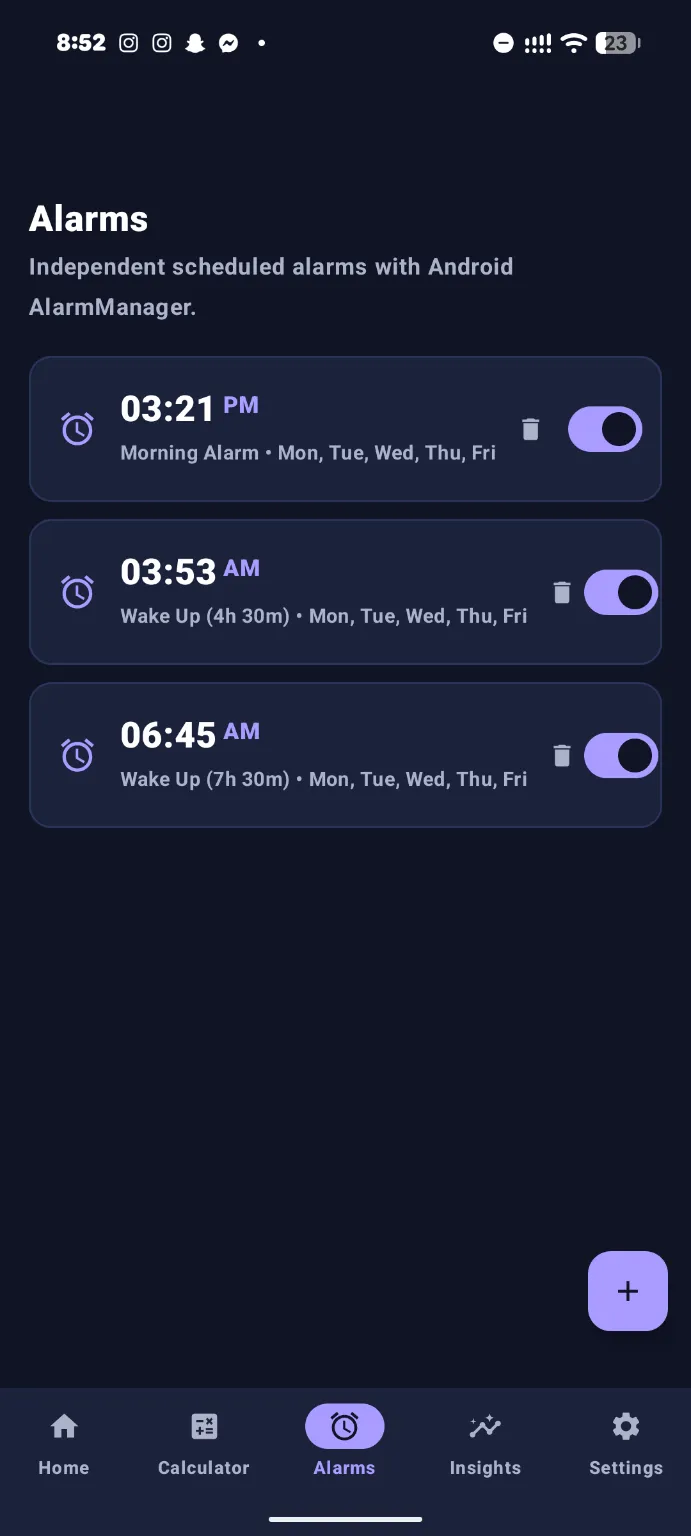 8:52
23
Alarms
Independent scheduled alarms with Android
AlarmManager.
03:21 PM
Morning Alarm • Mon, Tue, Wed, Thu, Fri
03:53 AM
Wake Up (4h 30m) • Mon, Tue, Wed, Thu, Fri
06:45 AM
Wake Up (7h 30m) • Mon, Tue, Wed, Thu, Fri
+
Home Calculator Alarms Insights Settings